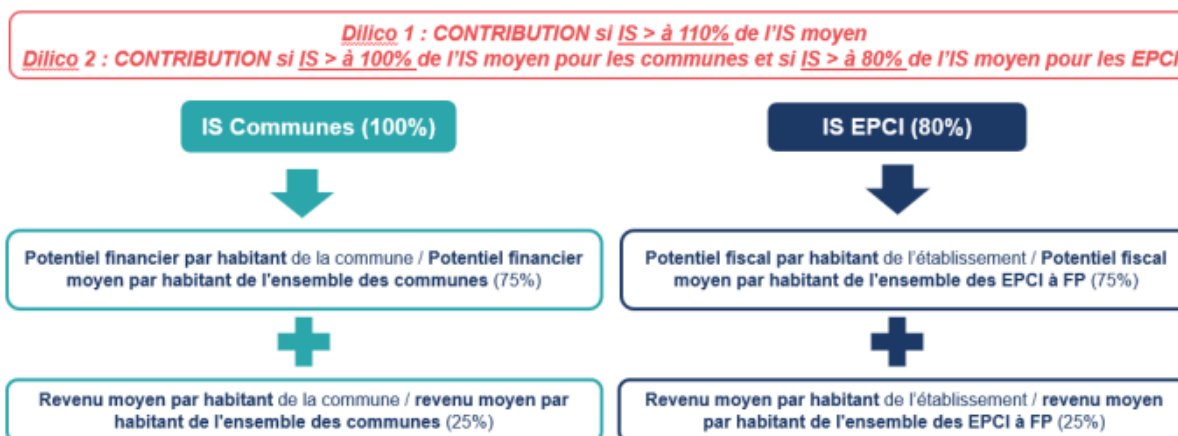 Dilico 1 : CONTRIBUTION si IS > à 110% de l'IS moyen
Dilico 2 : CONTRIBUTION si IS > à 100% de l'IS moyen pour les communes et si IS > à 80% de l'IS moyen pour les EPCI
IS Communes (100%)
IS EPCI (80%)
Potentiel financier par habitant de la commune / Potentiel financier
moyen par habitant de l'ensemble des communes (75%)
Potentiel fiscal par habitant de l'établissement / Potentiel fiscal
moyen par habitant de l'ensemble des EPCI à FP (75%)
Revenu moyen par habitant de la commune / revenu moyen par
habitant de l'ensemble des communes (25%)
Revenu moyen par habitant de l'établissement / revenu moyen
par habitant de l'ensemble des EPCI à FP (25%)